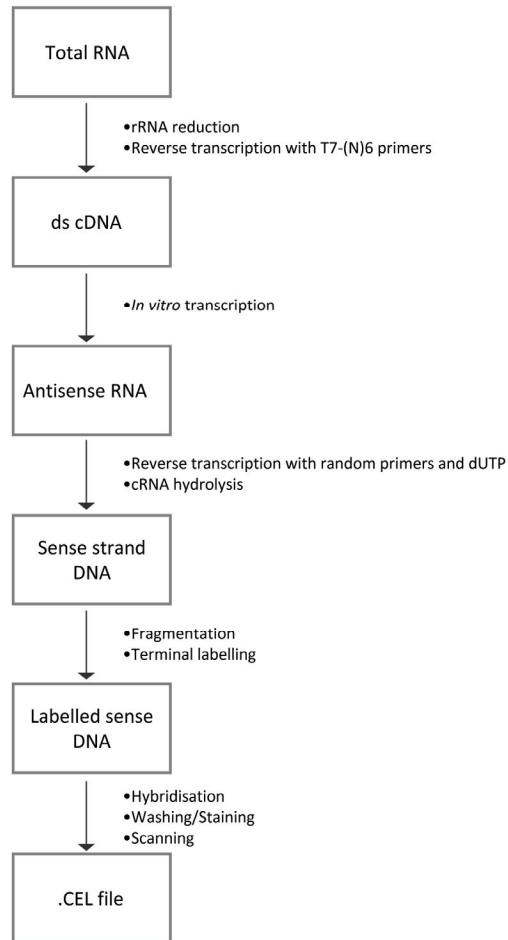 Total RNA
•rRNA reduction
•Reverse transcription with T7-(N)6 primers
ds cDNA
•In vitro transcription
Antisense RNA
•Reverse transcription with random primers and dUTP
•cRNA hydrolysis
Sense strand
DNA
•Fragmentation
•Terminal labelling
Labelled sense
DNA
•Hybridisation
•Washing/Staining
•Scanning
.CEL file